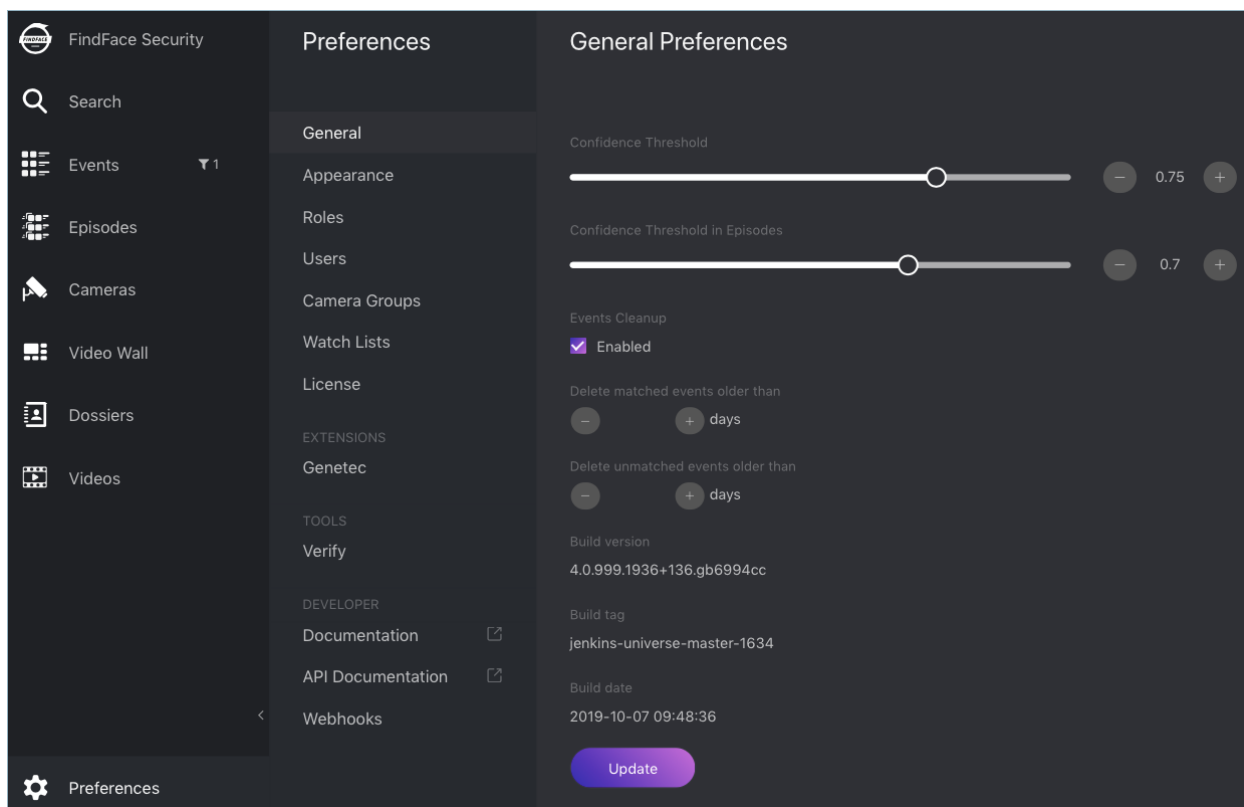 FINDFACE
FindFace Security
Search
Events 1
Episodes
Cameras
Video Wall
Dossiers
Videos
<
Preferences
Preferences
General
Appearance
Roles
Users
Camera Groups
Watch Lists
License
EXTENSIONS
Genetec
TOOLS
Verify
DEVELOPER
Documentation
API Documentation
Webhooks
General Preferences
Confidence Threshold
− 0.75 +
Confidence Threshold in Episodes
− 0.7 +
Events Cleanup
Enabled
Delete matched events older than
− + days
Delete unmatched events older than
− + days
Build version
4.0.999.1936+136.gb6994cc
Build tag
jenkins-universe-master-1634
Build date
2019-10-07 09:48:36
Update